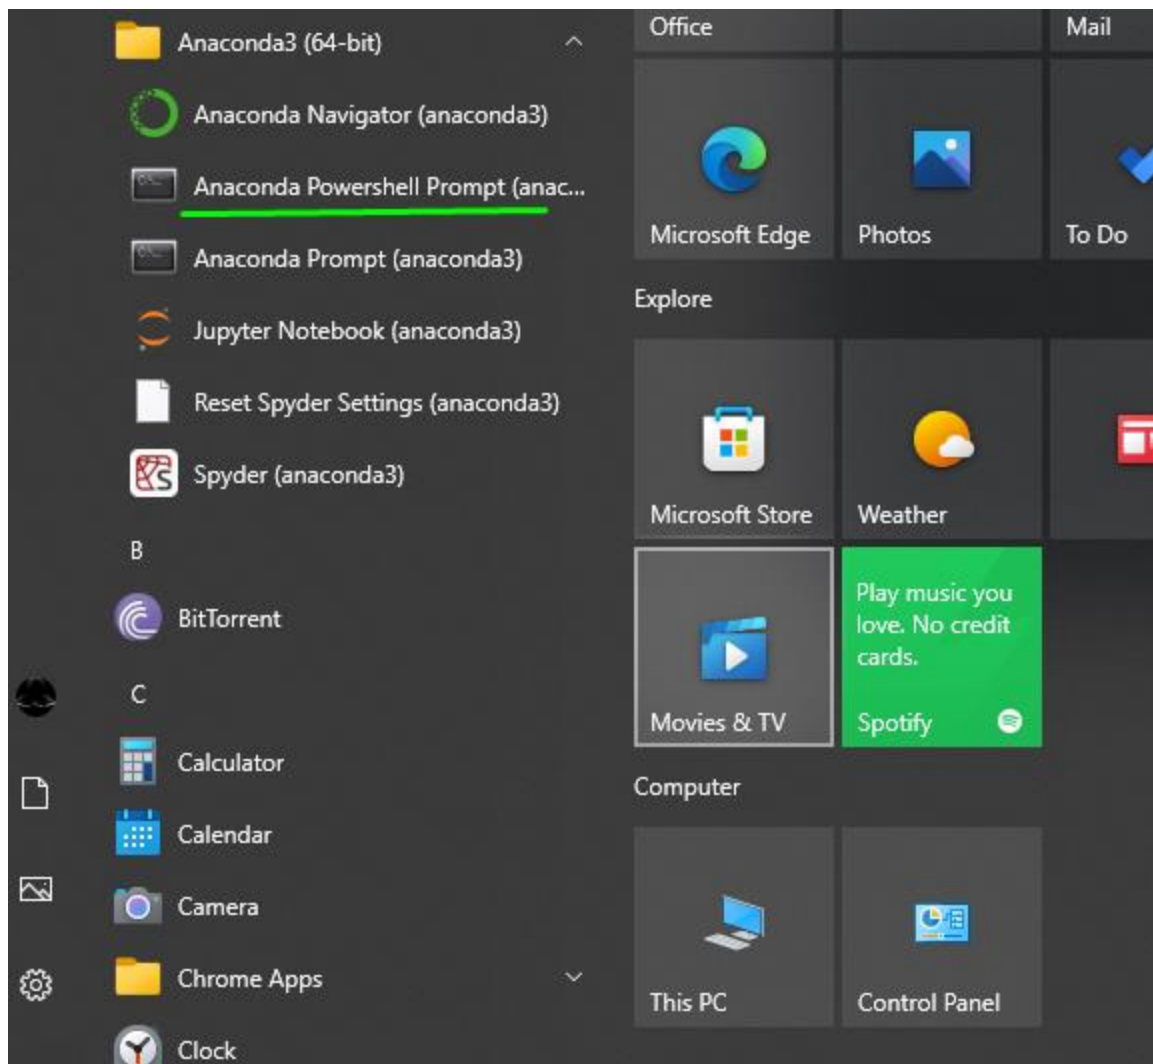 Anaconda3 (64-bit)
Anaconda Navigator (anaconda3)
Anaconda Powershell Prompt (anac...
Anaconda Prompt (anaconda3)
Jupyter Notebook (anaconda3)
Reset Spyder Settings (anaconda3)
Spyder (anaconda3)
B
BitTorrent
C
Calculator
Calendar
Camera
Chrome Apps
Clock
Office
Mail
Microsoft Edge
Photos
To Do
Explore
Microsoft Store
Weather
Movies & TV
Play music you
love. No credit
cards.
Spotify
Computer
This PC
Control Panel